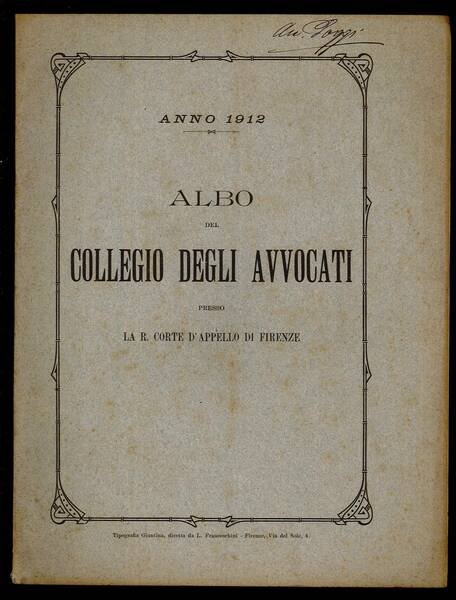 Avv. Poggi
ANNO 1912
ALBO
DEL
COLLEGIO DEGLI AVVOCATI
PRESSO
LA R. CORTE D'APPELLO DI FIRENZE
Tipografia Giuntina, diretta da L. Franceschini - Firenze, Via del Sole, 4.